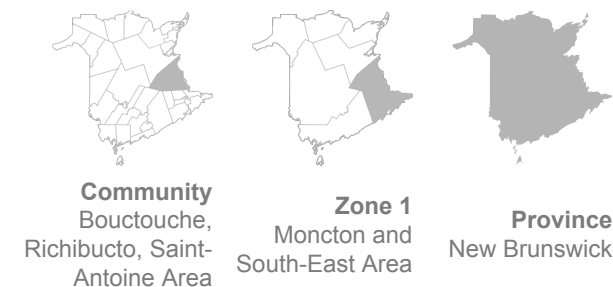 Community
Bouctouche,
Richibucto, Saint-
Antoine Area
Zone 1
Moncton and
South-East Area
Province
New Brunswick